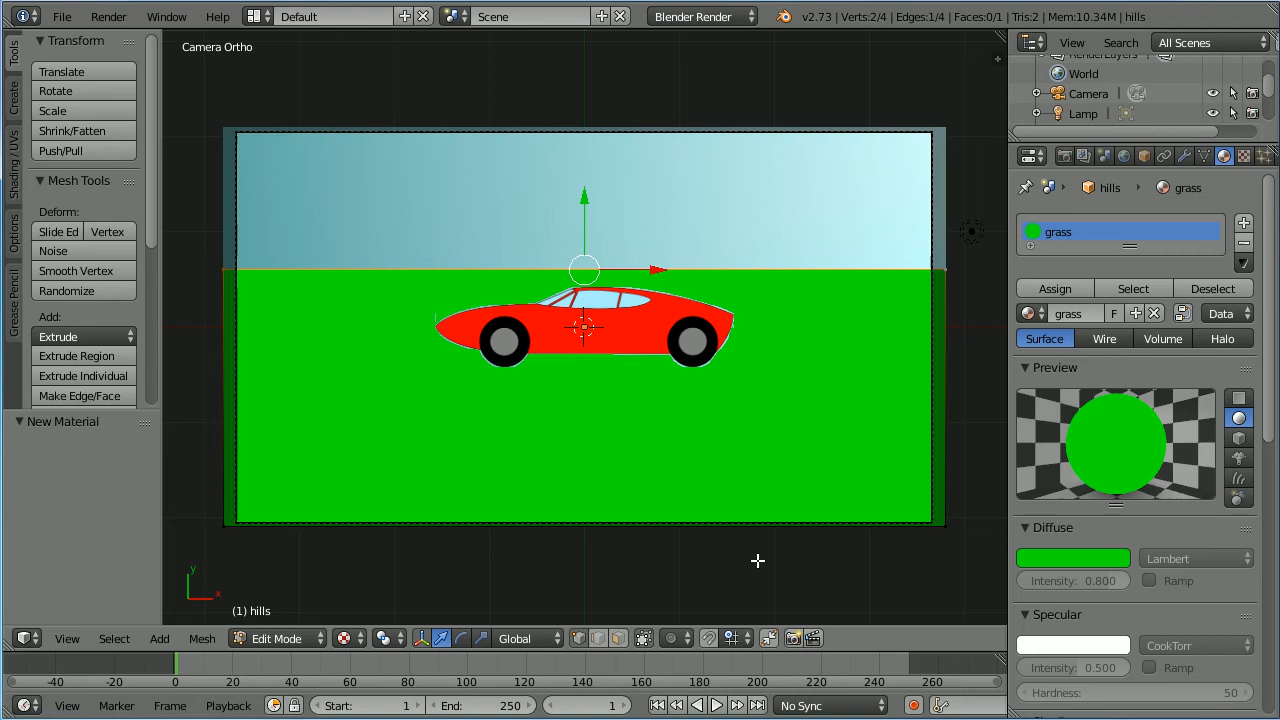 File Render Window Help Default Scene Blender Render v2.73 | Verts:2/4 | Edges:1/4 | Faces:0/1 | Tris:2 | Mem:10.34M | hills
Tools
Create
Shading / UVs
Options
Grease Pencil
Transform
Translate
Rotate
Scale
Shrink/Fatten
Push/Pull
Mesh Tools
Deform:
Slide Ed Vertex
Noise
Smooth Vertex
Randomize
Add:
Extrude
Extrude Region
Extrude Individual
Make Edge/Face
New Material
Camera Ortho
y
x
(1) hills
View Select Add Mesh Edit Mode Global
-40 -20 0 20 40 60 80 100 120 140 160 180 200 220 240 260
View Marker Frame Playback Start: 1 End: 250 1 No Sync
View Search All Scenes
RenderLayers
World
Camera
Lamp
hills grass
grass
Assign Select Deselect
grass F Data
Surface Wire Volume Halo
Preview
Diffuse
Lambert
Intensity: 0.800 Ramp
Specular
CookTorr
Intensity: 0.500 Ramp
Hardness: 50